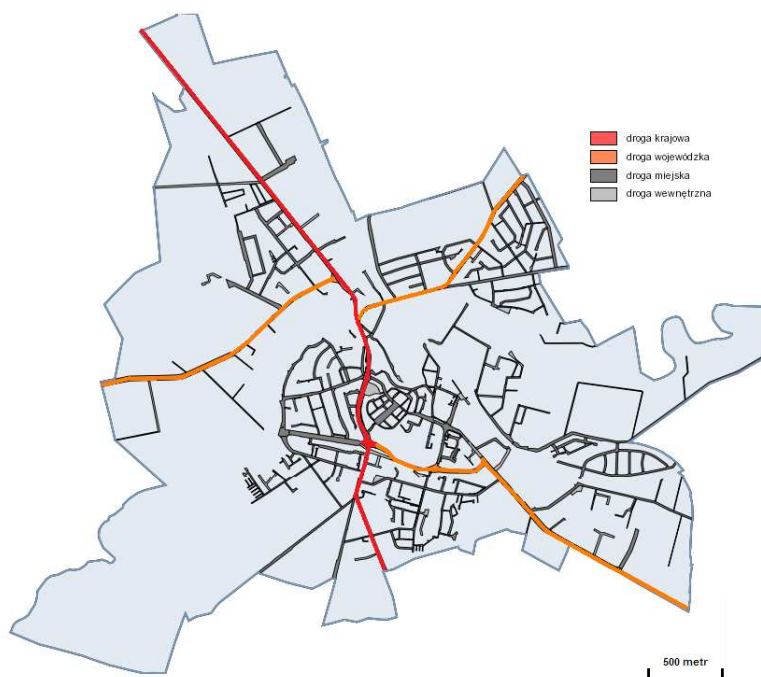 droga krajowa
droga wojewódzka
droga miejska
droga wewnętrzna
500 metr